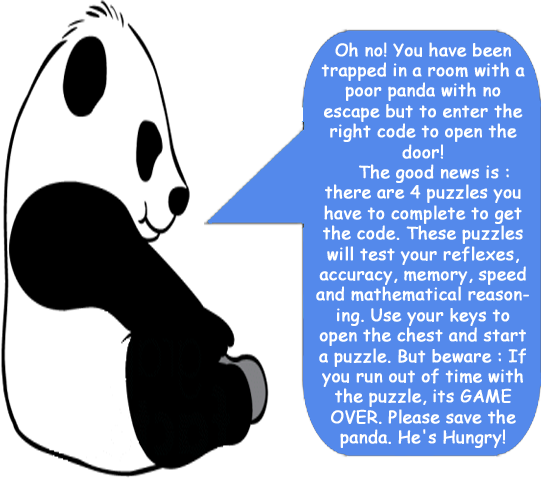 Oh no! You have been
trapped in a room with a
poor panda with no
escape but to enter the
right code to open the
door!
The good news is :
there are 4 puzzles you
have to complete to get
the code. These puzzles
will test your reflexes,
accuracy, memory, speed
and mathematical reason-
ing. Use your keys to
open the chest and start
a puzzle. But beware : If
you run out of time with
the puzzle, its GAME
OVER. Please save the
panda. He's Hungry!